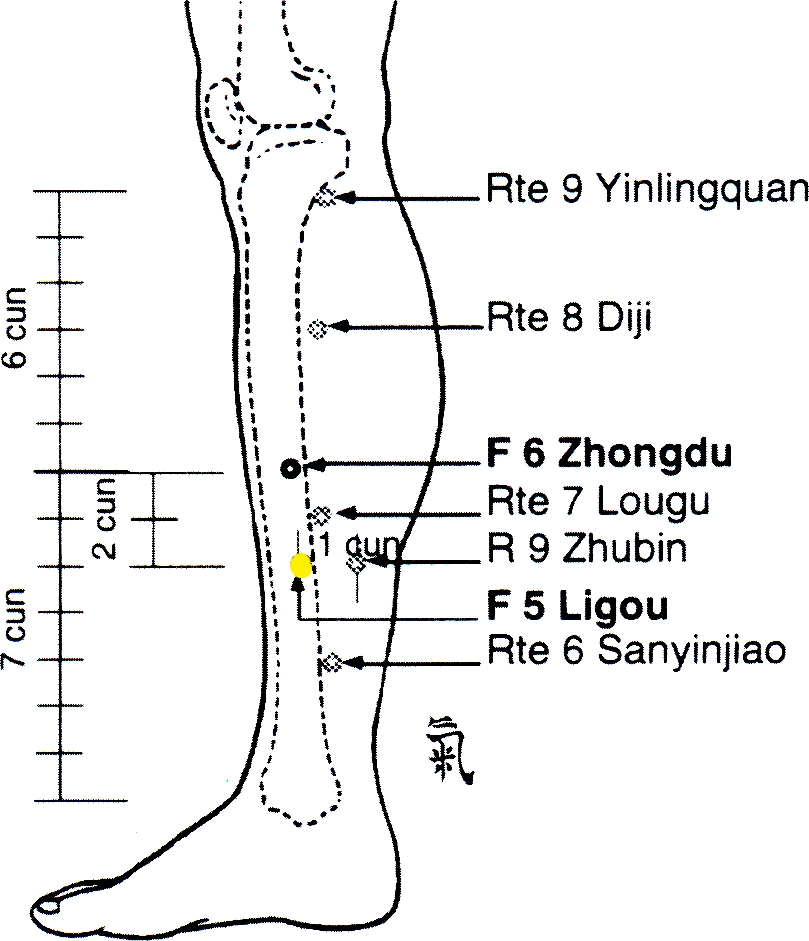 Rte 9 Yinlingquan
6 cun
Rte 8 Diji
F 6 Zhongdu
2 cun
Rte 7 Lougu
1 cun
R 9 Zhubin
7 cun
F 5 Ligou
Rte 6 Sanyinjiao
氣